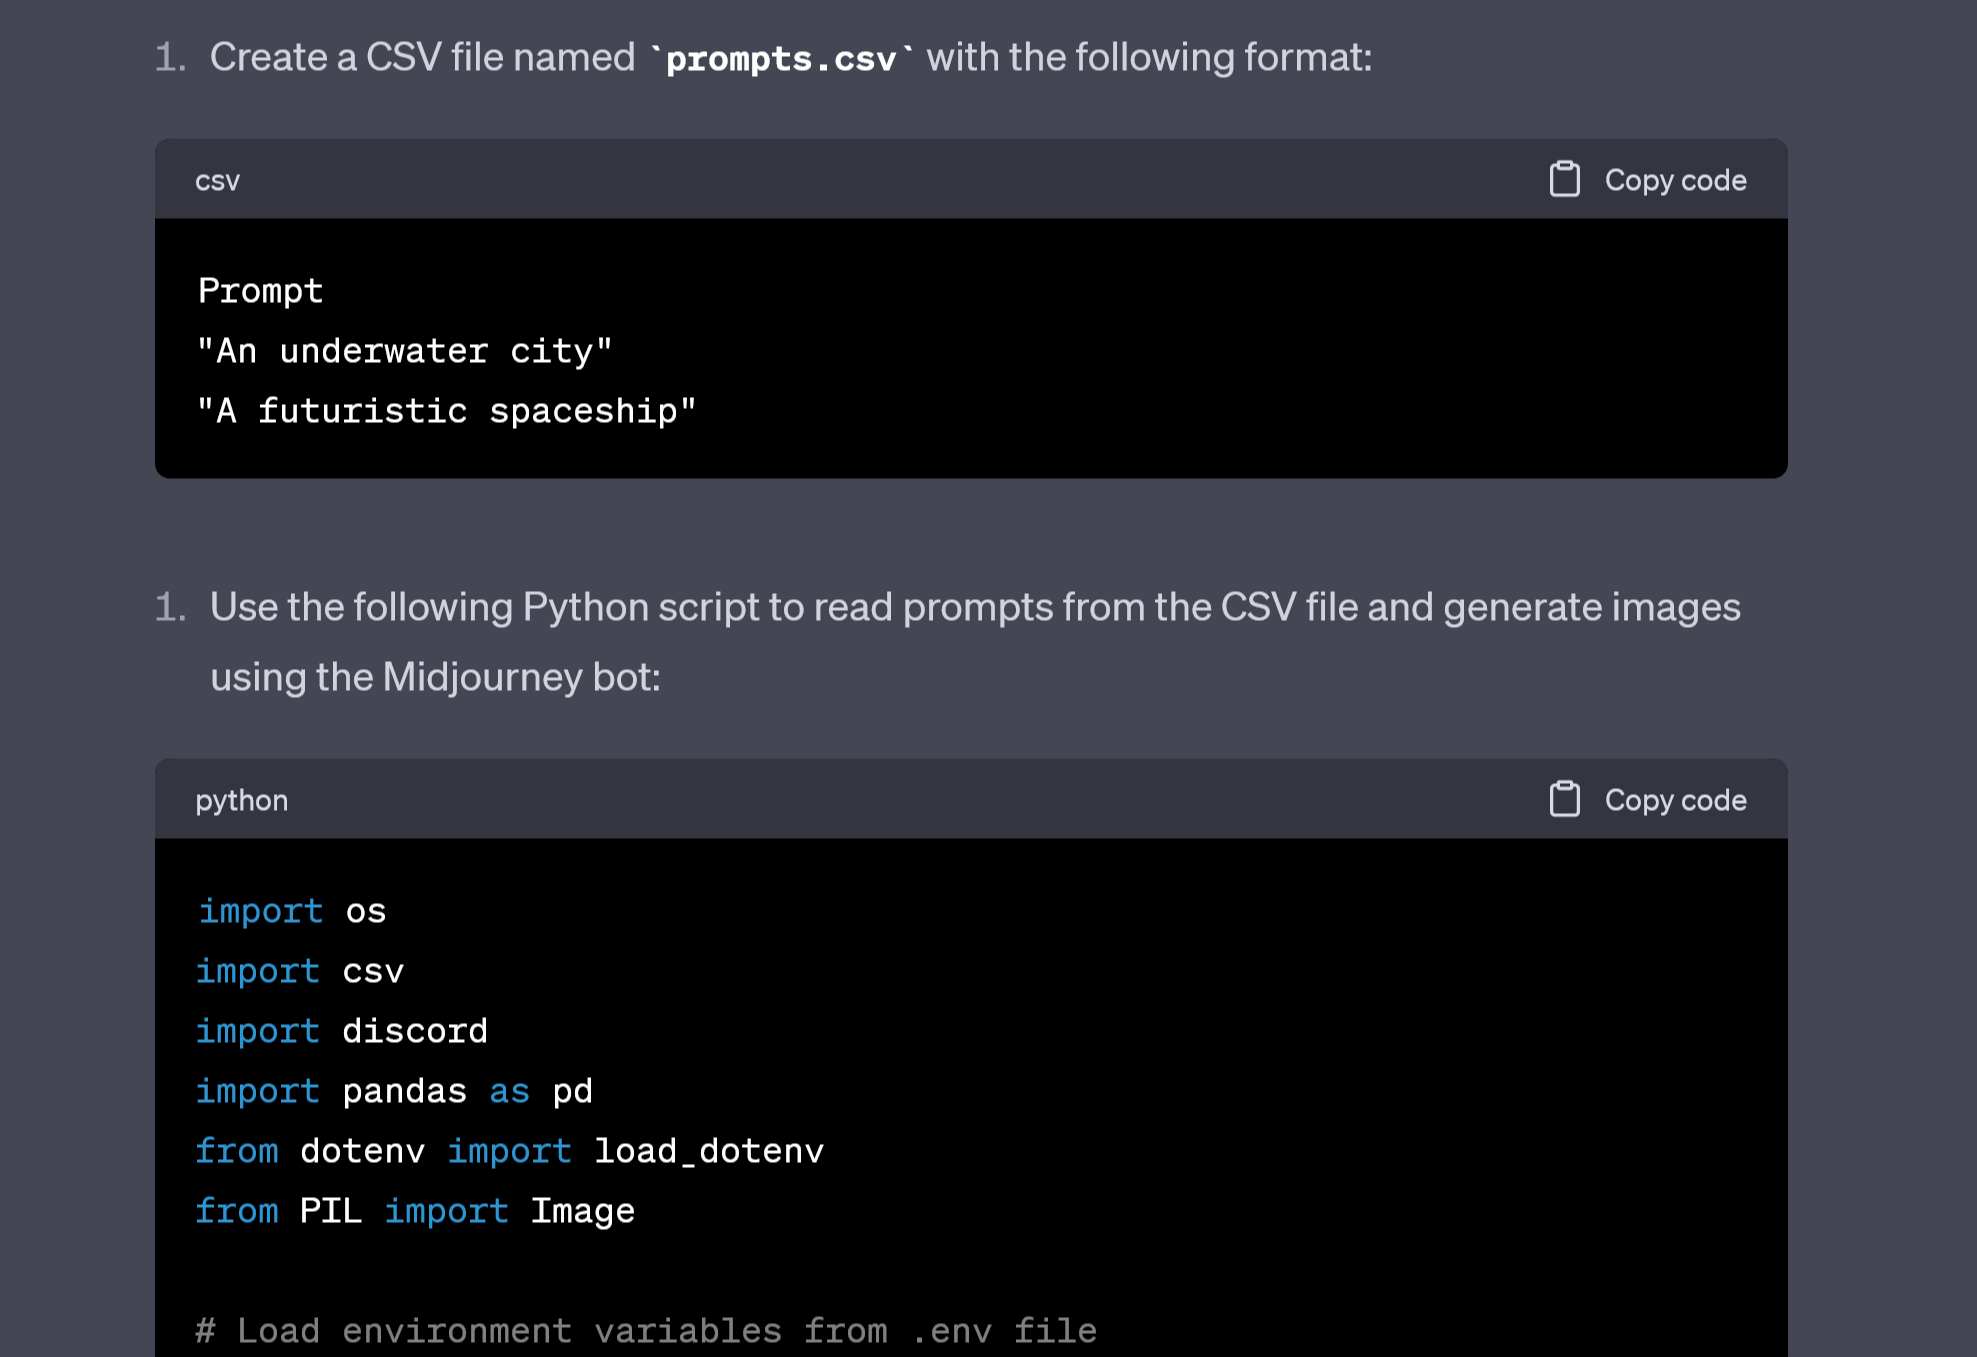 1. Create a CSV file named `prompts.csv` with the following format:
csv
Copy code
Prompt
"An underwater city"
"A futuristic spaceship"
1. Use the following Python script to read prompts from the CSV file and generate images
using the Midjourney bot:
python
Copy code
import os
import csv
import discord
import pandas as pd
from dotenv import load_dotenv
from PIL import Image
# Load environment variables from .env file